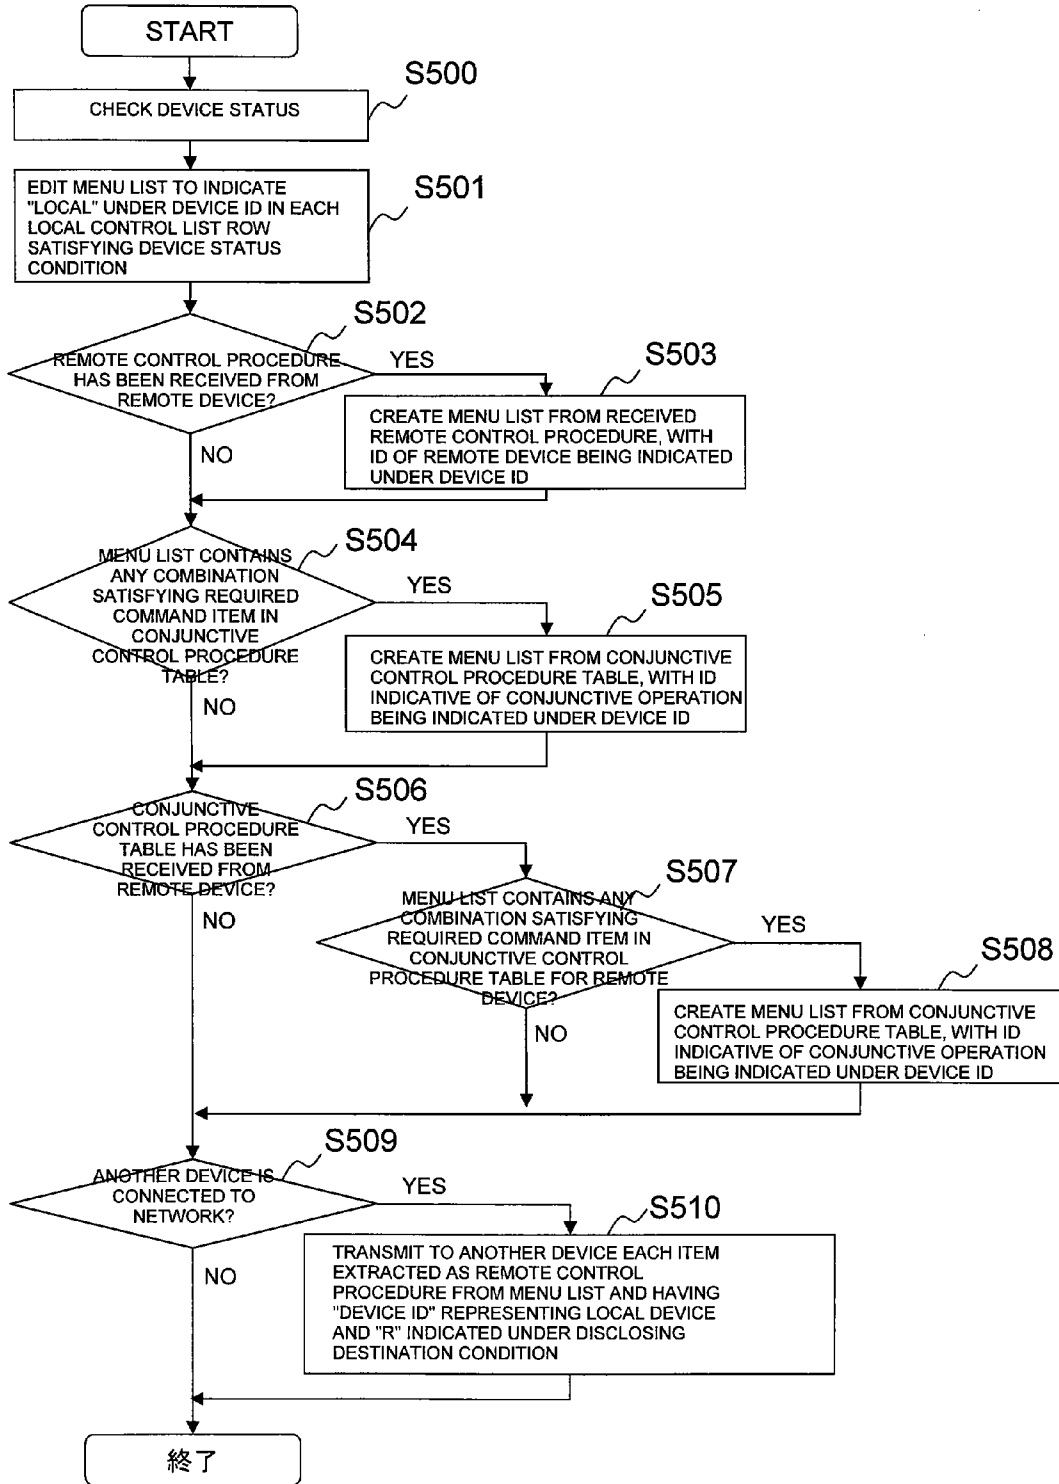 START
S500
CHECK DEVICE STATUS
S501
EDIT MENU LIST TO INDICATE
"LOCAL" UNDER DEVICE ID IN EACH
LOCAL CONTROL LIST ROW
SATISFYING DEVICE STATUS
CONDITION
S502
REMOTE CONTROL PROCEDURE
HAS BEEN RECEIVED FROM
REMOTE DEVICE?
YES
NO
S503
CREATE MENU LIST FROM RECEIVED
REMOTE CONTROL PROCEDURE, WITH
ID OF REMOTE DEVICE BEING INDICATED
UNDER DEVICE ID
S504
MENU LIST CONTAINS
ANY COMBINATION
SATISFYING REQUIRED
COMMAND ITEM IN
CONJUNCTIVE
CONTROL PROCEDURE
TABLE?
YES
NO
S505
CREATE MENU LIST FROM CONJUNCTIVE
CONTROL PROCEDURE TABLE, WITH ID
INDICATIVE OF CONJUNCTIVE OPERATION
BEING INDICATED UNDER DEVICE ID
S506
CONJUNCTIVE
CONTROL PROCEDURE
TABLE HAS BEEN
RECEIVED FROM
REMOTE DEVICE?
YES
NO
S507
MENU LIST CONTAINS ANY
COMBINATION SATISFYING
REQUIRED COMMAND ITEM IN
CONJUNCTIVE CONTROL
PROCEDURE TABLE FOR REMOTE
DEVICE?
YES
NO
S508
CREATE MENU LIST FROM CONJUNCTIVE
CONTROL PROCEDURE TABLE, WITH ID
INDICATIVE OF CONJUNCTIVE OPERATION
BEING INDICATED UNDER DEVICE ID
S509
ANOTHER DEVICE IS
CONNECTED TO
NETWORK?
YES
NO
S510
TRANSMIT TO ANOTHER DEVICE EACH ITEM
EXTRACTED AS REMOTE CONTROL
PROCEDURE FROM MENU LIST AND HAVING
"DEVICE ID" REPRESENTING LOCAL DEVICE
AND "R" INDICATED UNDER DISCLOSING
DESTINATION CONDITION
終了